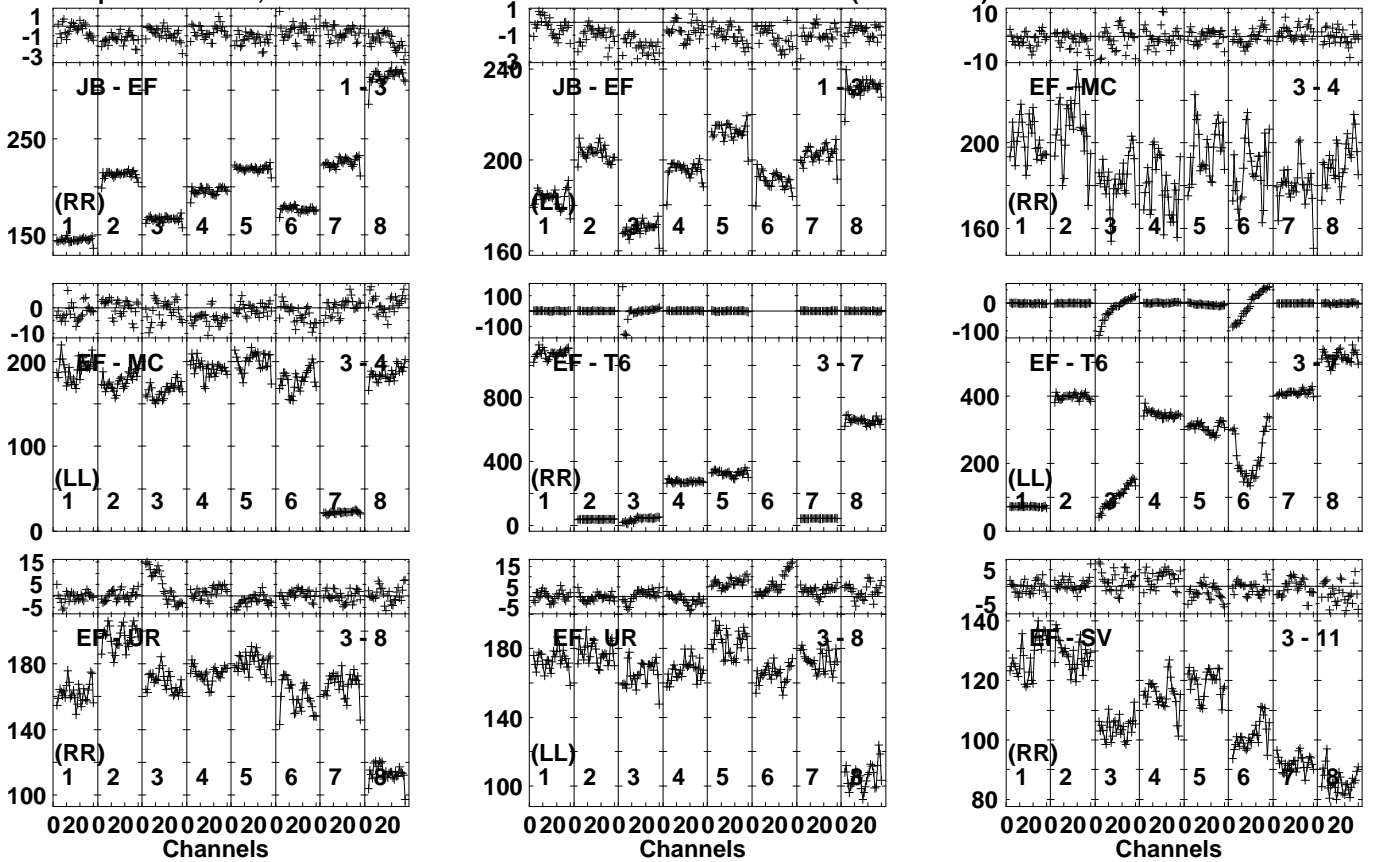 1 -1 -3
JB - EF 1 - 3
250
150
(RR)
1 2 3 4 5 6 7 8
1 -1 -3
240
JB - EF 1 - 3
200
160
(LL)
1 2 3 4 5 6 7 8
10 -10
EF - MC 3 - 4
200
160
(RR)
1 2 3 4 5 6 7 8
0 -10
200
EF - MC 3 - 4
100
0
(LL)
1 2 3 4 5 6 7 8
100 -100
EF - T6 3 - 7
800
400
0
(RR)
1 2 3 4 5 6 7 8
0 -100
EF - T6 3 - 7
400
200
0
(LL)
1 2 3 4 5 6 7 8
15 5 -5
EF - UR 3 - 8
180
140
100
(RR)
1 2 3 4 5 6 7 8
0 20 0 20 0 20 0 20 0 20 0 20 0 20 0 20
Channels
15 5 -5
EF - UR 3 - 8
180
140
100
(LL)
1 2 3 4 5 6 7 8
0 20 0 20 0 20 0 20 0 20 0 20 0 20 0 20
Channels
5 -5
140
EF - SV 3 - 11
120
100
80
(RR)
1 2 3 4 5 6 7 8
0 20 0 20 0 20 0 20 0 20 0 20 0 20 0 20
Channels